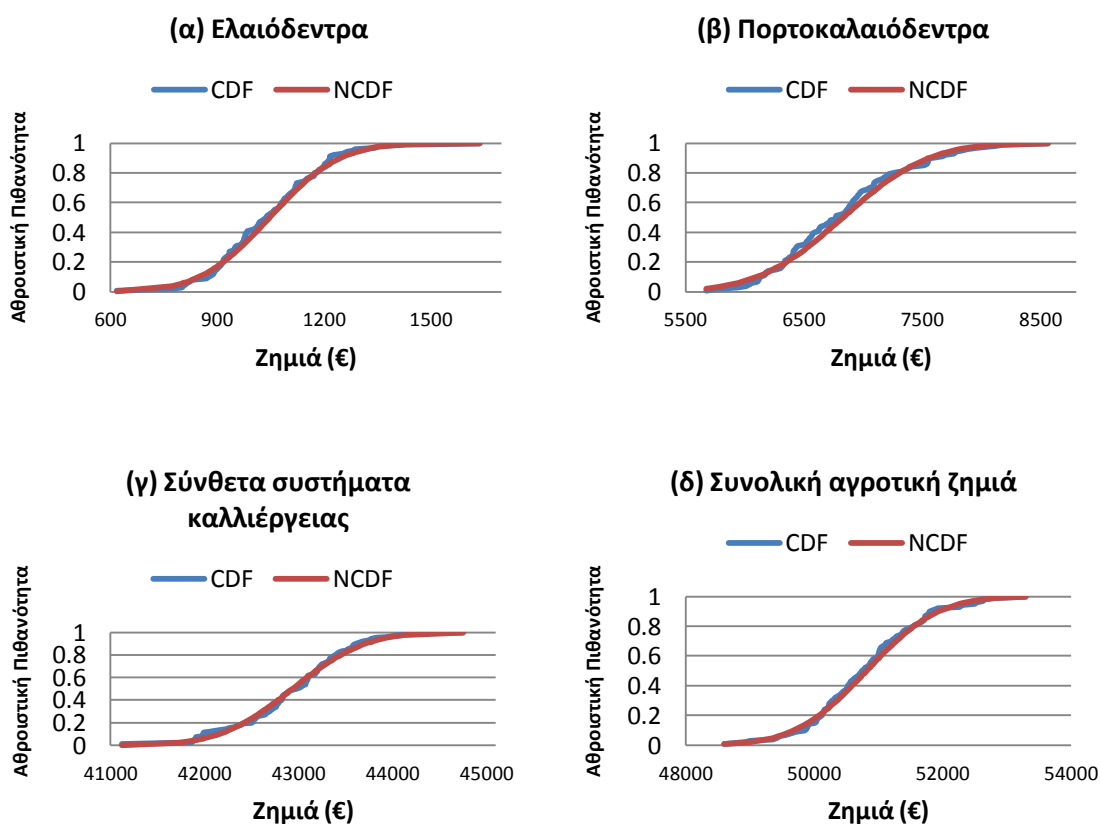 (α) Ελαιόδεντρα
CDF NCDF
Αθροιστική Πιθανότητα
1
0.8
0.6
0.4
0.2
0
600 900 1200 1500
Ζημιά (€)
(β) Πορτοκαλαιόδεντρα
CDF NCDF
Αθροιστική Πιθανότητα
1
0.8
0.6
0.4
0.2
0
5500 6500 7500 8500
Ζημιά (€)
(γ) Σύνθετα συστήματα
καλλιέργειας
CDF NCDF
Αθροιστική Πιθανότητα
1
0.8
0.6
0.4
0.2
0
41000 42000 43000 44000 45000
Ζημιά (€)
(δ) Συνολική αγροτική ζημιά
CDF NCDF
Αθροιστική Πιθανότητα
1
0.8
0.6
0.4
0.2
0
48000 50000 52000 54000
Ζημιά (€)